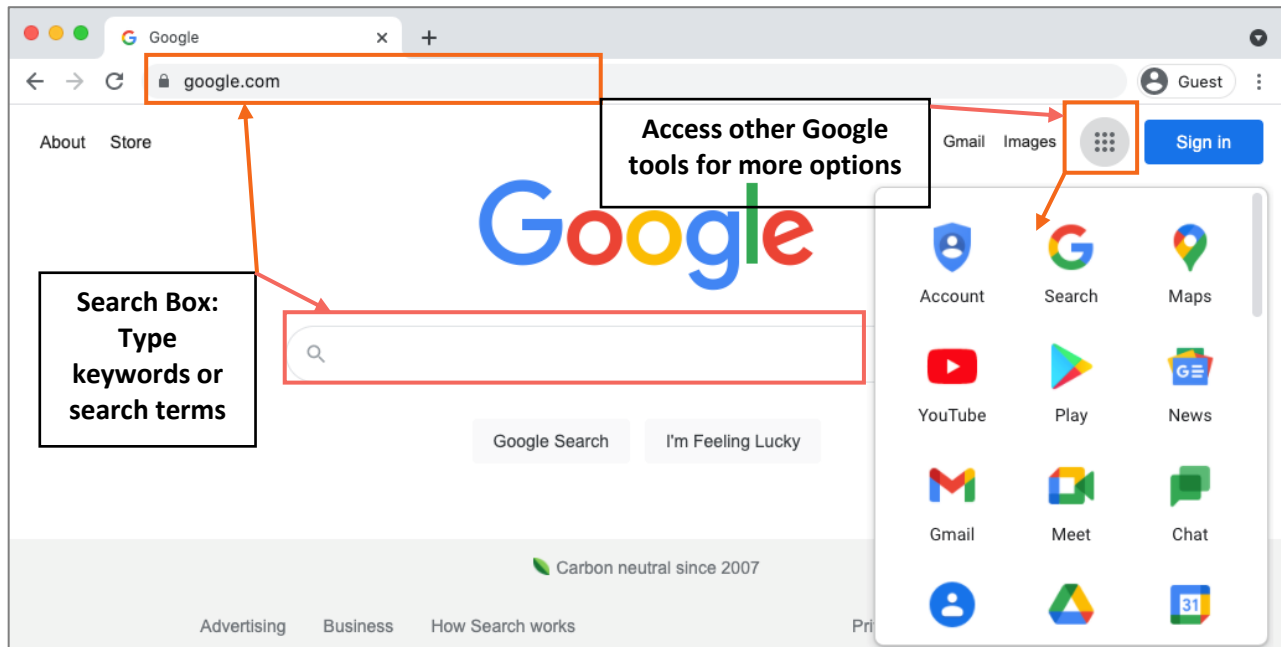 Google
google.com
Guest
About Store
Access other Google
tools for more options
Gmail Images
Sign in
Google
Search Box:
Type
keywords or
search terms
Google Search I'm Feeling Lucky
Account Search Maps
YouTube Play News
G≡
Gmail Meet Chat
31
Carbon neutral since 2007
Advertising Business How Search works